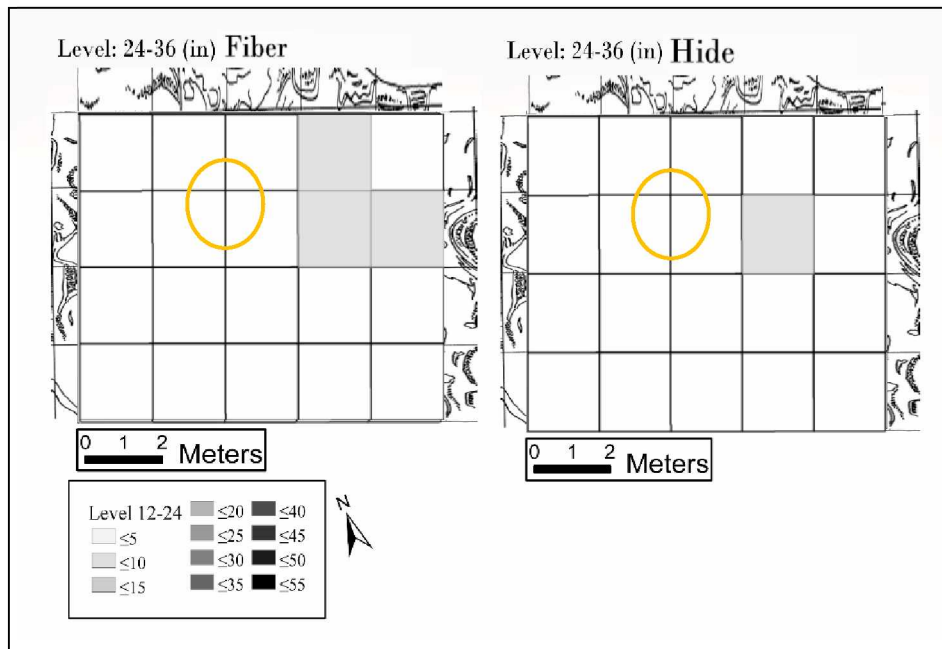 Level: 24-36 (in) Fiber
Level: 24-36 (in) Hide
0 1 2
Meters
0 1 2
Meters
Level 12-24
≤5
≤10
≤15
≤20
≤25
≤30
≤35
≤40
≤45
≤50
≤55
N